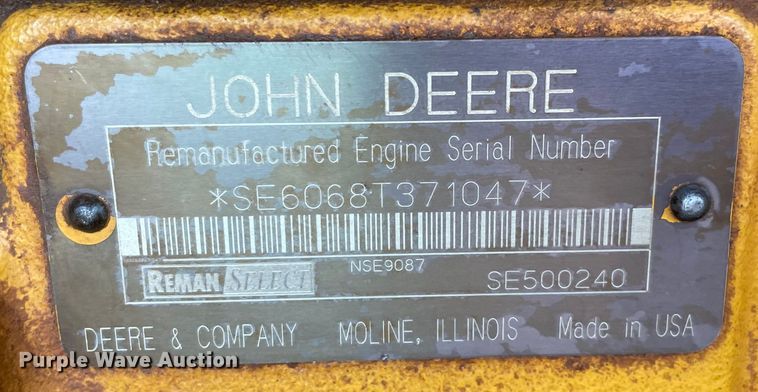 JOHN DEERE
Remanufactured Engine Serial Number
*SE6068T371047*
NSE9087
REMAN SELECT
SE500240
DEERE & COMPANY MOLINE, ILLINOIS Made in USA
Purple Wave Auction